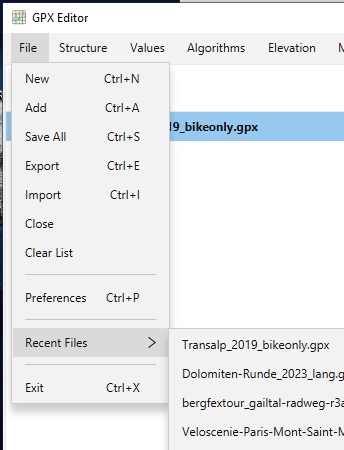 GPX Editor
File Structure Values Algorithms Elevation M
New Ctrl+N
Add Ctrl+A
19_bikeonly.gpx
Save All Ctrl+S
Export Ctrl+E
Import Ctrl+I
Close
Clear List
Preferences Ctrl+P
Recent Files
Transalp_2019_bikeonly.gpx
Dolomiten-Runde_2023_lang.g
Exit Ctrl+X
bergfextour_gailtal-radweg-r3a
Veloscenie-Paris-Mont-Saint-M